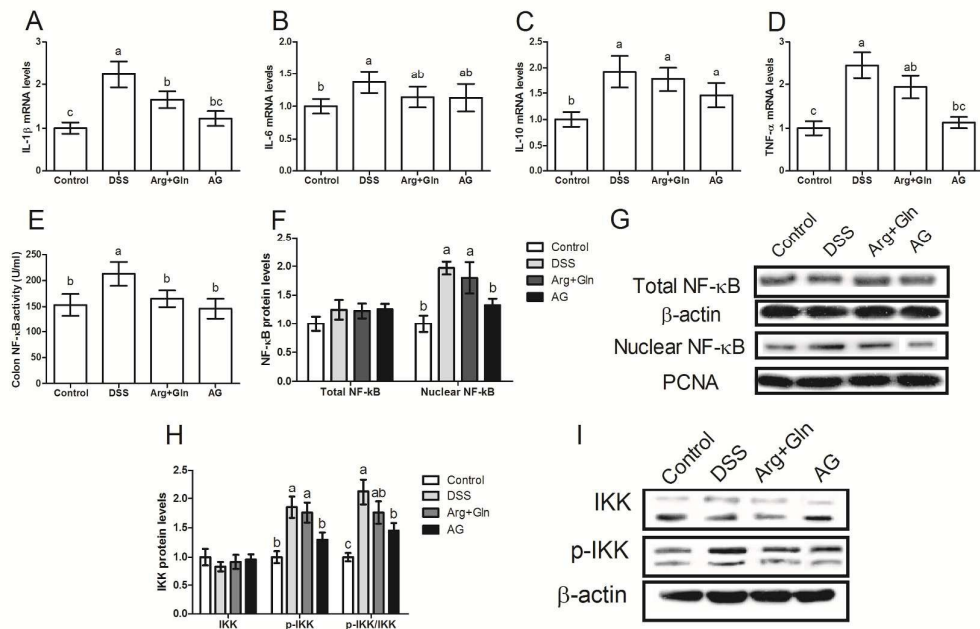 A
IL-1β mRNA levels
3
2
1
0
c
a
b
bc
Control DSS Arg+Gln AG
B
IL-6 mRNA levels
2.0
1.5
1.0
0.5
0.0
b
a
ab
ab
Control DSS Arg+Gln AG
C
IL-10 mRNA levels
2.5
2.0
1.5
1.0
0.5
0.0
b
a
a
a
Control DSS Arg+Gln AG
D
TNF-α mRNA levels
3
2
1
0
c
a
ab
bc
Control DSS Arg+Gln AG
E
Colon NF-κB activity (U/ml)
250
200
150
100
50
0
b
a
b
b
Control DSS Arg+Gln AG
F
NF-κB protein levels
2.5
2.0
1.5
1.0
0.5
0.0
b
a
a
b
Total NF-kB Nuclear NF-kB
Control
DSS
Arg+Gln
AG
G
Control DSS Arg+Gln AG
Total NF-κB
β-actin
Nuclear NF-κB
PCNA
H
IKK protein levels
2.5
2.0
1.5
1.0
0.5
0.0
b
a
a
b
c
a
ab
b
IKK p-IKK p-IKK/IKK
Control
DSS
Arg+Gln
AG
I
Control DSS Arg+Gln AG
IKK
p-IKK
β-actin